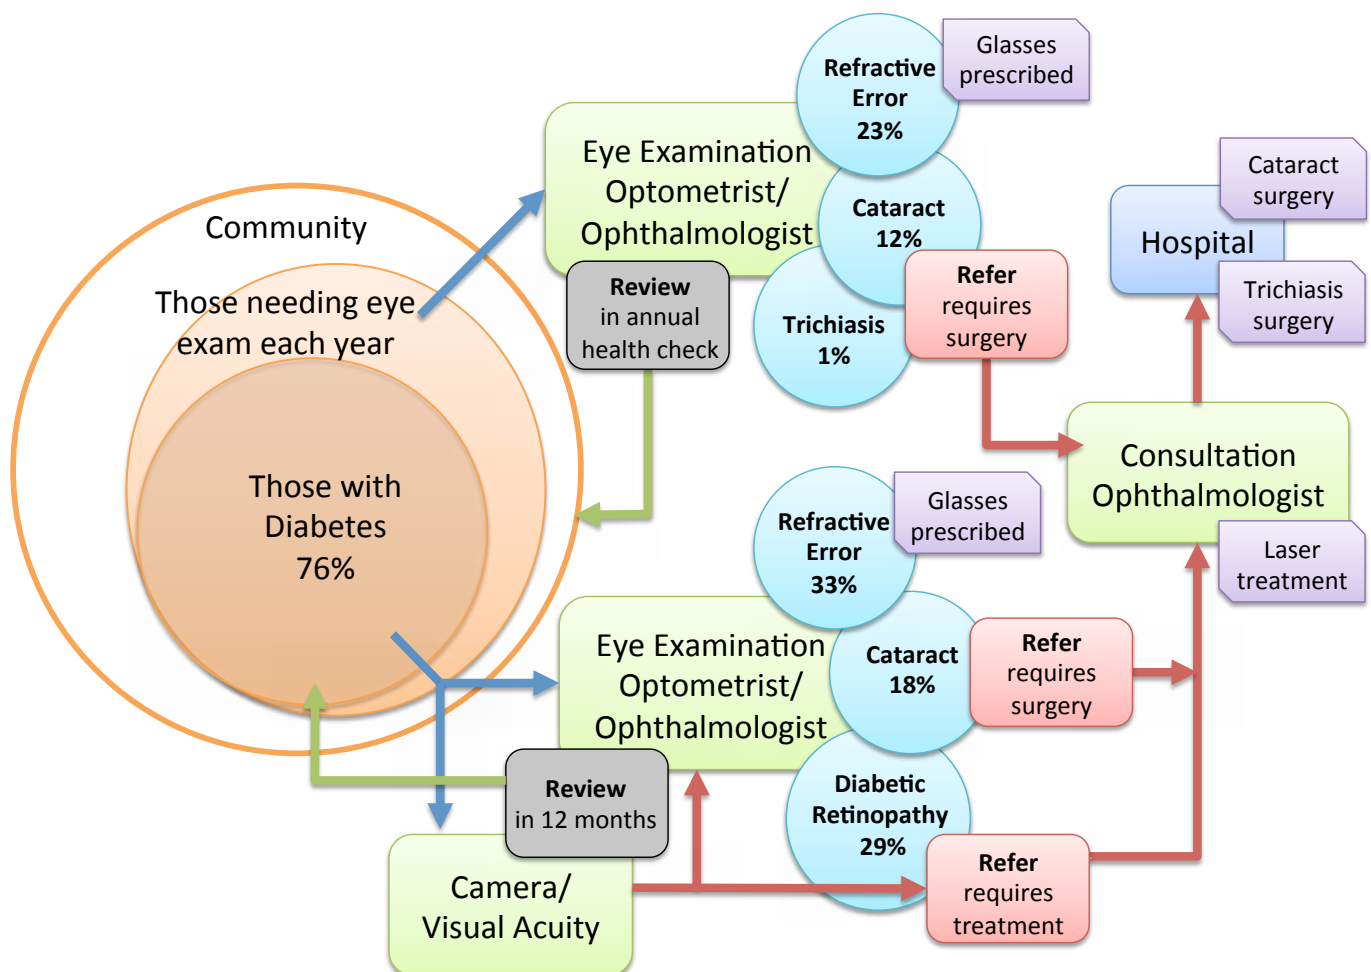 Community
Those needing eye
exam each year
Those with
Diabetes
76%
Eye Examination
Optometrist/
Ophthalmologist
Review
in annual
health check
Refractive
Error
23%
Glasses
prescribed
Cataract
12%
Trichiasis
1%
Refer
requires
surgery
Hospital
Cataract
surgery
Trichiasis
surgery
Consultation
Ophthalmologist
Laser
treatment
Eye Examination
Optometrist/
Ophthalmologist
Review
in 12 months
Refractive
Error
33%
Glasses
prescribed
Cataract
18%
Refer
requires
surgery
Diabetic
Retinopathy
29%
Refer
requires
treatment
Camera/
Visual Acuity